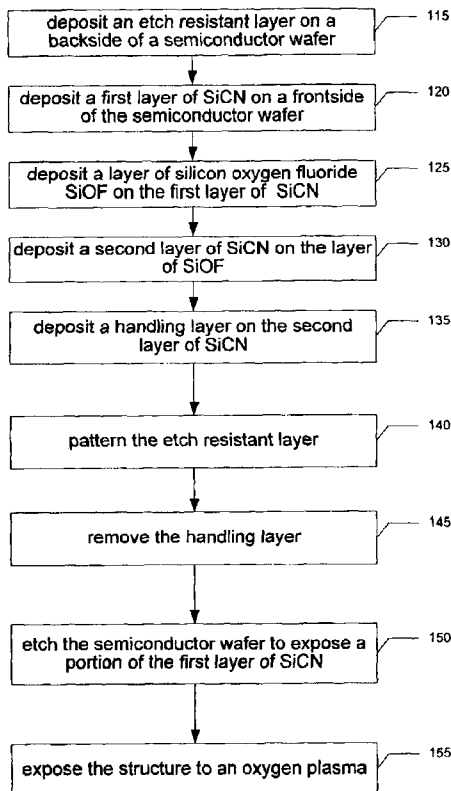 deposit an etch resistant layer on a
backside of a semiconductor wafer
115
deposit a first layer of SiCN on a frontside
of the semiconductor wafer
120
deposit a layer of silicon oxygen fluoride
SiOF on the first layer of SiCN
125
deposit a second layer of SiCN on the layer
of SiOF
130
deposit a handling layer on the second
layer of SiCN
135
pattern the etch resistant layer
140
remove the handling layer
145
etch the semiconductor wafer to expose a
portion of the first layer of SiCN
150
expose the structure to an oxygen plasma
155